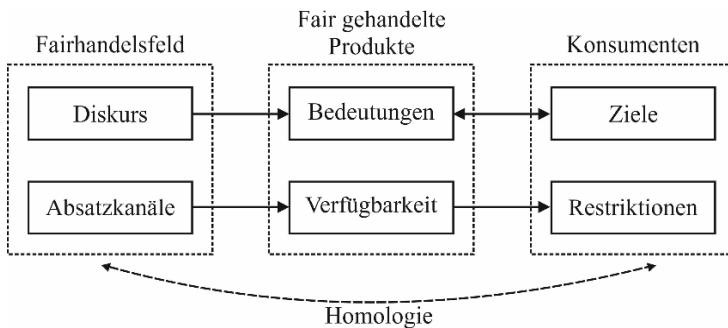 Fairhandelsfeld
Fair gehandelte
Produkte
Konsumenten
Diskurs
Bedeutungen
Ziele
Absatzkanäle
Verfügbarkeit
Restriktionen
Homologie